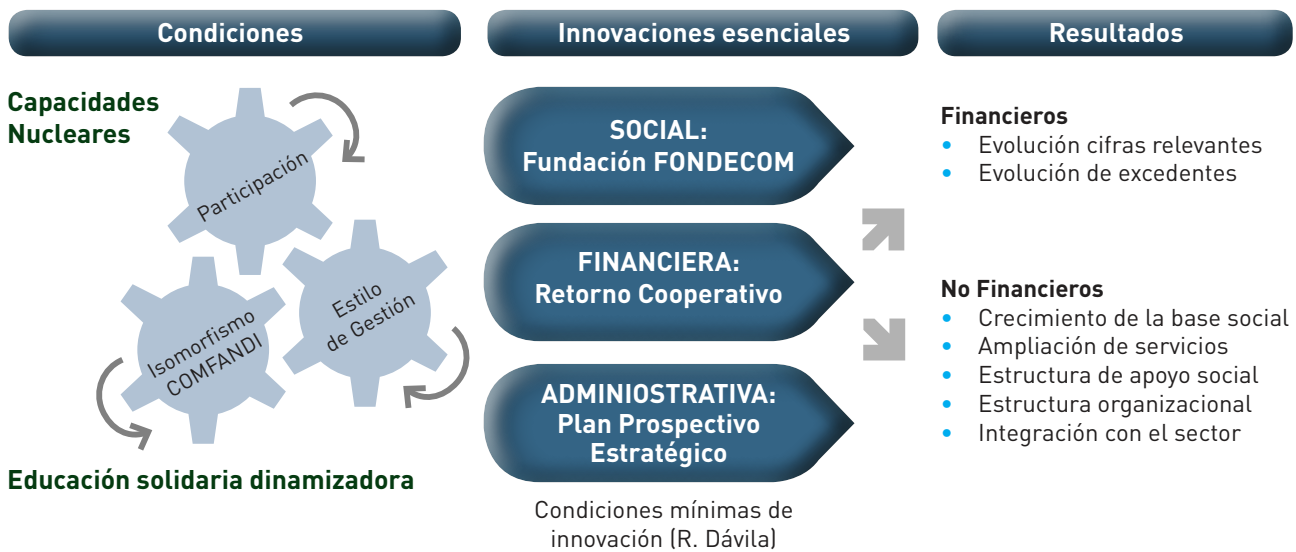 Condiciones
Capacidades
Nucleares
Participación
Estilo
de Gestión
Isomorfismo
COMFANDI
Educación solidaria dinamizadora
Innovaciones esenciales
SOCIAL:
Fundación FONDECOM
FINANCIERA:
Retorno Cooperativo
ADMINIOSTRATIVA:
Plan Prospectivo
Estratégico
Condiciones mínimas de
innovación (R. Dávila)
Resultados
Financieros
• Evolución cifras relevantes
• Evolución de excedentes
No Financieros
• Crecimiento de la base social
• Ampliación de servicios
• Estructura de apoyo social
• Estructura organizacional
• Integración con el sector